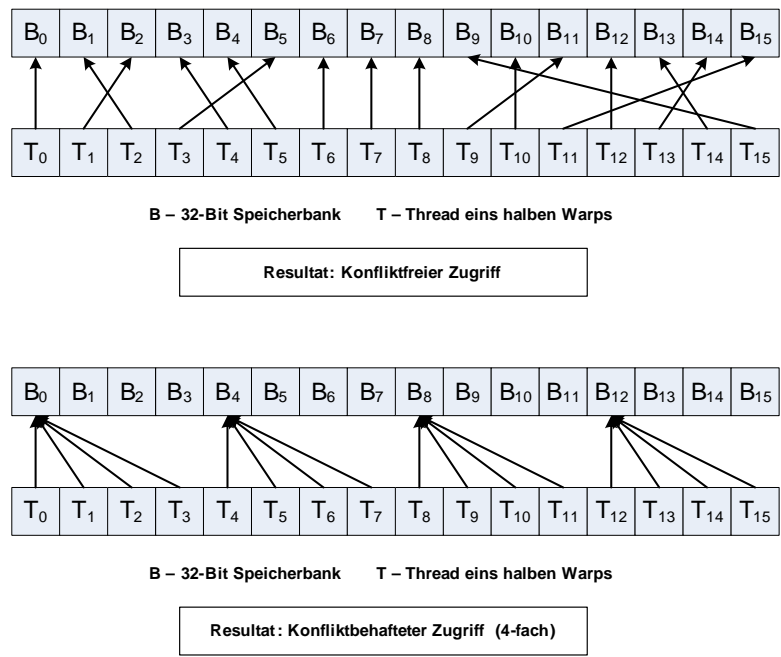 B₀ B₁ B₂ B₃ B₄ B₅ B₆ B₇ B₈ B₉ B₁₀ B₁₁ B₁₂ B₁₃ B₁₄ B₁₅
T₀ T₁ T₂ T₃ T₄ T₅ T₆ T₇ T₈ T₉ T₁₀ T₁₁ T₁₂ T₁₃ T₁₄ T₁₅
B – 32-Bit Speicherbank T – Thread eins halben Warps
Resultat: Konfliktfreier Zugriff
B₀ B₁ B₂ B₃ B₄ B₅ B₆ B₇ B₈ B₉ B₁₀ B₁₁ B₁₂ B₁₃ B₁₄ B₁₅
T₀ T₁ T₂ T₃ T₄ T₅ T₆ T₇ T₈ T₉ T₁₀ T₁₁ T₁₂ T₁₃ T₁₄ T₁₅
B – 32-Bit Speicherbank T – Thread eins halben Warps
Resultat: Konfliktbehafteter Zugriff (4-fach)